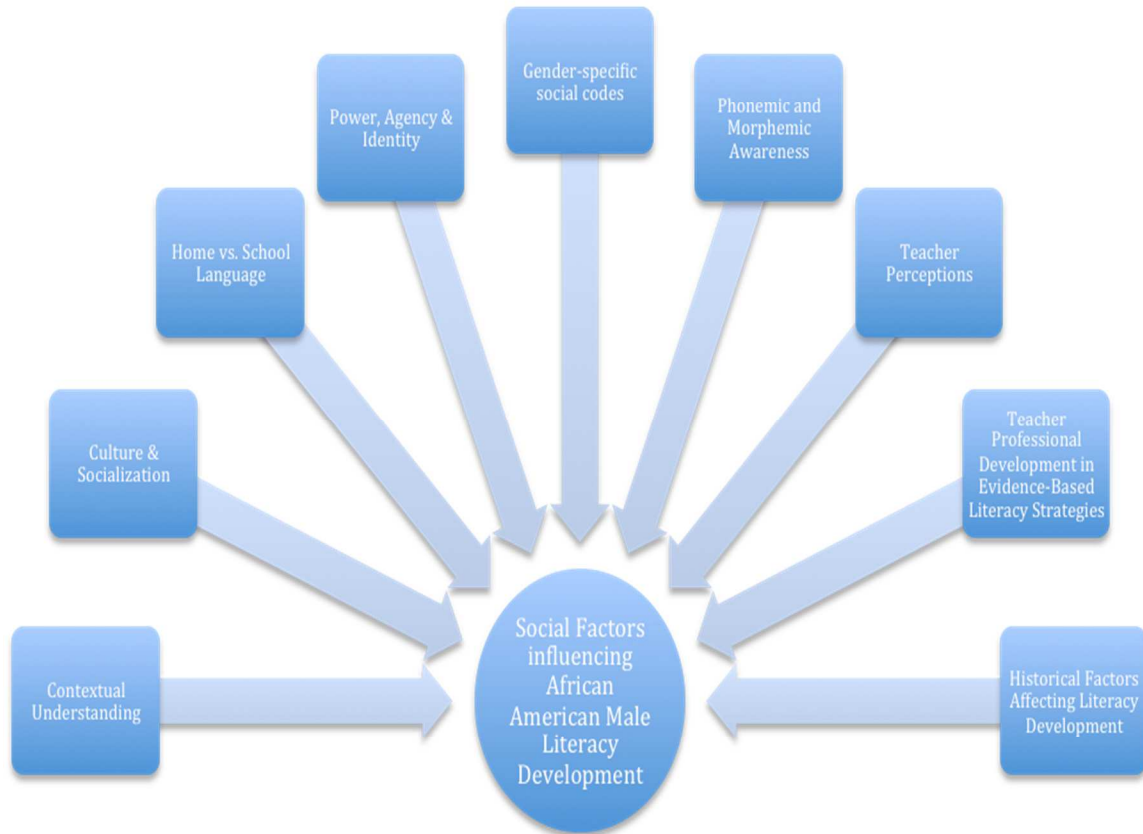 Gender-specific
social codes
Power, Agency &
Identity
Phonemic and
Morphemic
Awareness
Home vs. School
Language
Teacher
Perceptions
Culture &
Socialization
Teacher
Professional
Development in
Evidence-Based
Literacy Strategies
Contextual
Understanding
Social Factors
influencing
African
American Male
Literacy
Development
Historical Factors
Affecting Literacy
Development